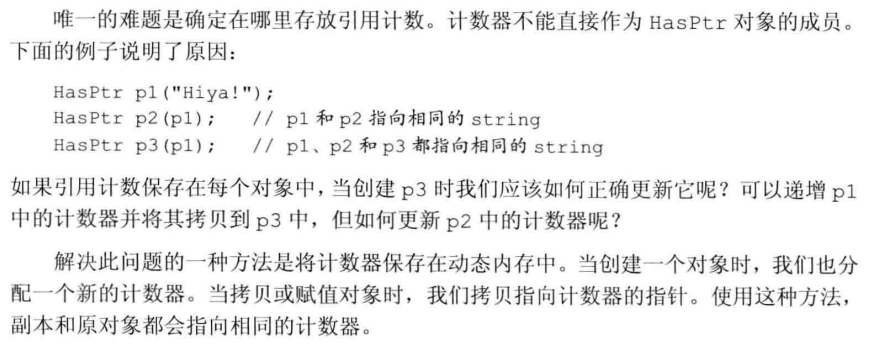 唯一的难题是确定在哪里存放引用计数。计数器不能直接作为 HasPtr 对象的成员。
下面的例子说明了原因：
HasPtr p1("Hiya!");
HasPtr p2(p1);   // p1 和 p2 指向相同的 string
HasPtr p3(p1);   // p1、p2 和 p3 都指向相同的 string
如果引用计数保存在每个对象中，当创建 p3 时我们应该如何正确更新它呢？可以递增 p1
中的计数器并将其拷贝到 p3 中，但如何更新 p2 中的计数器呢？
解决此问题的一种方法是将计数器保存在动态内存中。当创建一个对象时，我们也分
配一个新的计数器。当拷贝或赋值对象时，我们拷贝指向计数器的指针。使用这种方法，
副本和原对象都会指向相同的计数器。